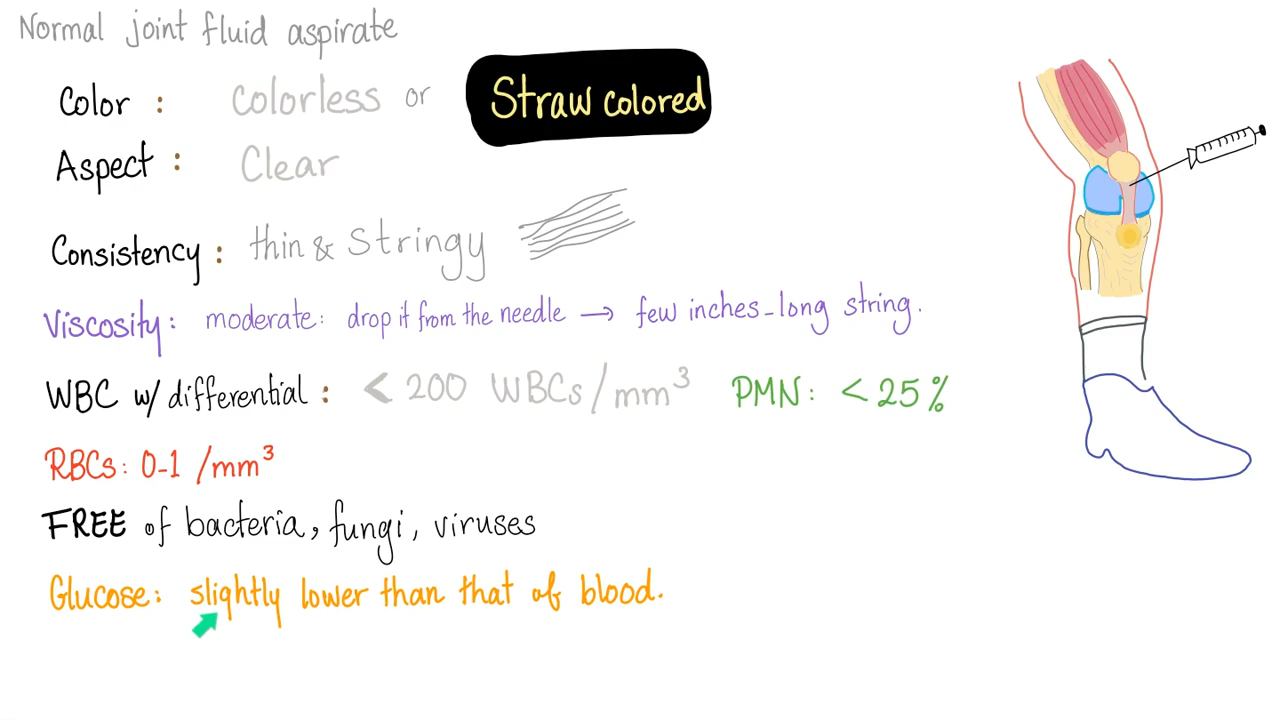 Normal joint fluid aspirate
Color : Colorless or Straw colored
Aspect : Clear
Consistency : thin & Stringy
Viscosity: moderate: drop it from the needle → few inches-long string.
WBC w/ differential : < 200 WBCs/mm³ PMN: < 25%
RBCs: 0-1 /mm³
FREE of bacteria, fungi, viruses
Glucose: slightly lower than that of blood.